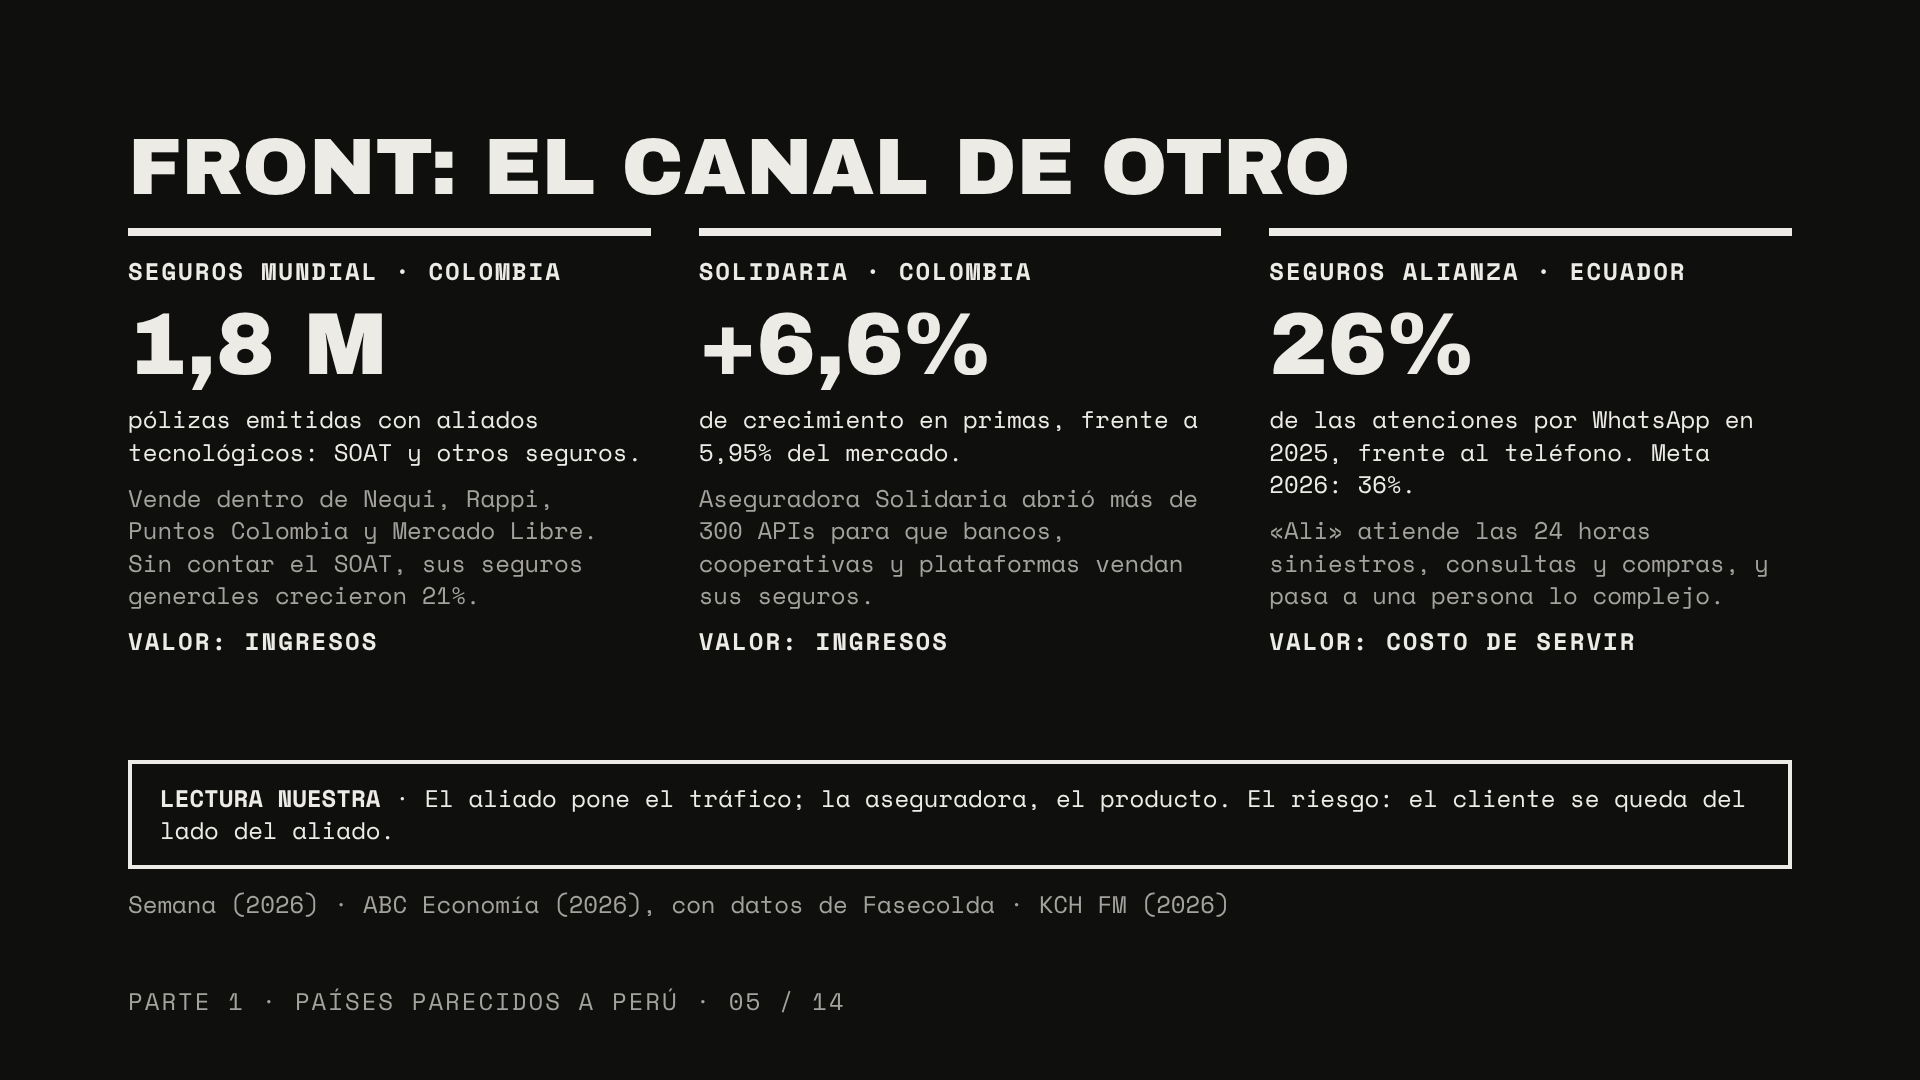 FRONT: EL CANAL DE OTRO
SEGUROS MUNDIAL · COLOMBIA
1,8 M
pólizas emitidas con aliados
tecnológicos: SOAT y otros seguros.
Vende dentro de Nequi, Rappi,
Puntos Colombia y Mercado Libre.
Sin contar el SOAT, sus seguros
generales crecieron 21%.
VALOR: INGRESOS
SOLIDARIA · COLOMBIA
+6,6%
de crecimiento en primas, frente a
5,95% del mercado.
Aseguradora Solidaria abrió más de
300 APIs para que bancos,
cooperativas y plataformas vendan
sus seguros.
VALOR: INGRESOS
SEGUROS ALIANZA · ECUADOR
26%
de las atenciones por WhatsApp en
2025, frente al teléfono. Meta
2026: 36%.
«Ali» atiende las 24 horas
siniestros, consultas y compras, y
pasa a una persona lo complejo.
VALOR: COSTO DE SERVIR
LECTURA NUESTRA · El aliado pone el tráfico; la aseguradora, el producto. El riesgo: el cliente se queda del
lado del aliado.
Semana (2026) · ABC Economía (2026), con datos de Fasecolda · KCH FM (2026)
PARTE 1 · PAÍSES PARECIDOS A PERÚ · 05 / 14